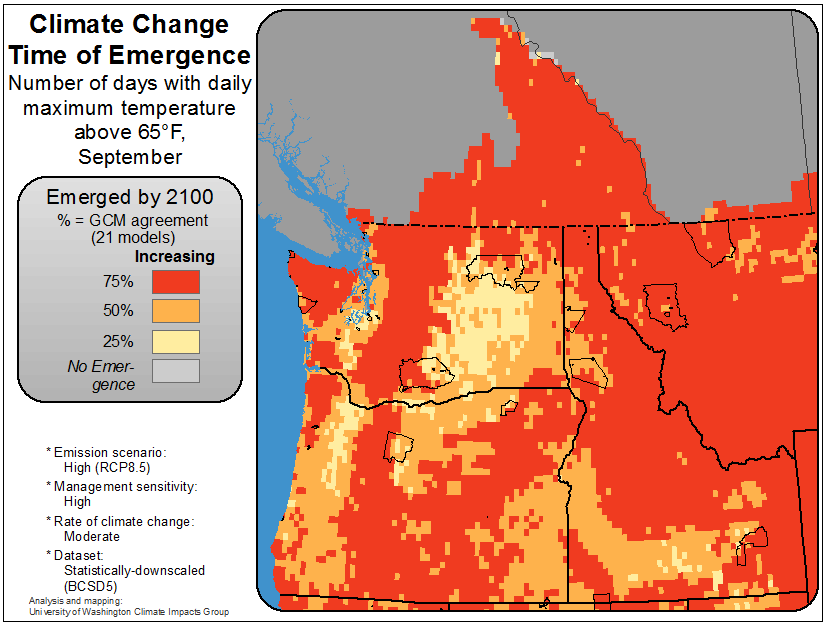 Climate Change
Time of Emergence
Number of days with daily
maximum temperature
above 65°F,
September
Emerged by 2100
% = GCM agreement
(21 models)
Increasing
75%
50%
25%
No Emer-
gence
* Emission scenario:
High (RCP8.5)
* Management sensitivity:
High
* Rate of climate change:
Moderate
* Dataset:
Statistically-downscaled
(BCSD5)
Analysis and mapping:
University of Washington Climate Impacts Group